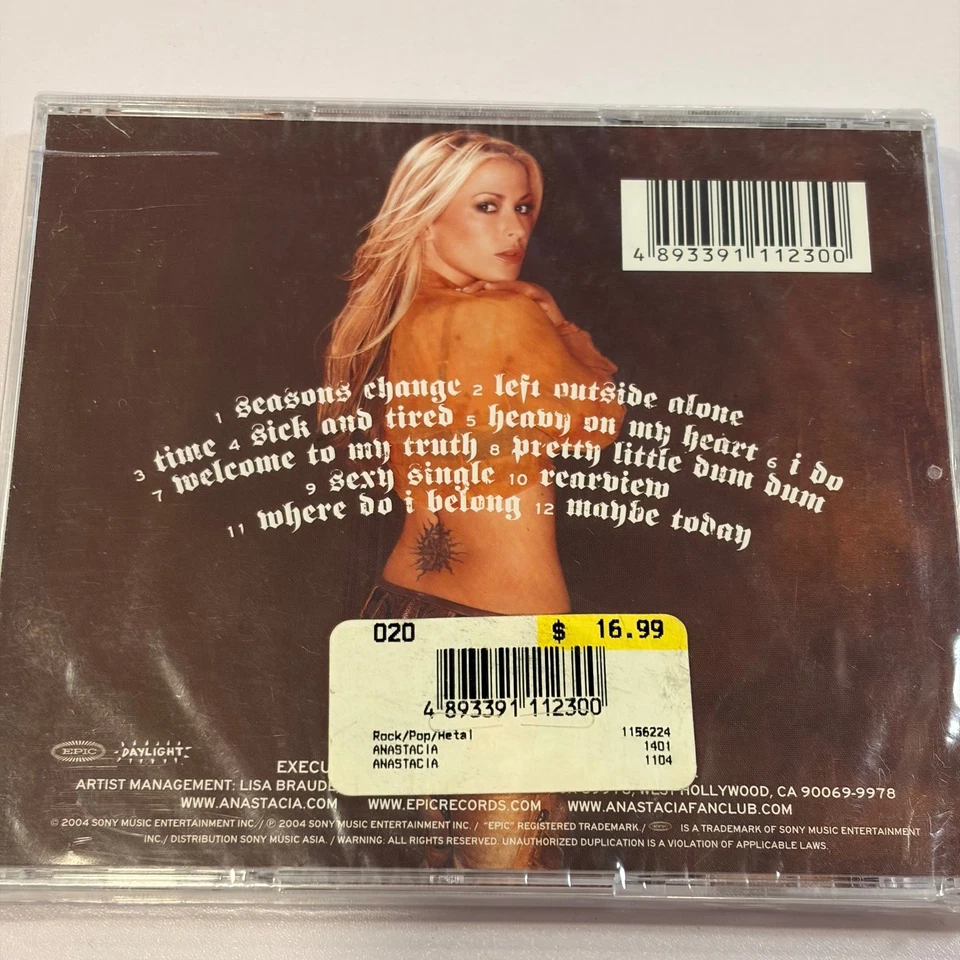 4 893391 112300
1 seasons change 2 left outside alone
3 time 4 sick and tired 5 heavy on my heart 6 i do
7 welcome to my truth 8 pretty little dum dum
9 sexy single 10 rearview
11 where do i belong 12 maybe today
020 $ 16.99
4 893391 112300
Rock/Pop/Metal 1156224
ANASTACIA 1401
ANASTACIA 1104
EPIC DAYLIGHT
ARTIST MANAGEMENT: LISA WEST HOLLYWOOD, CA 90069-9978
WWW.ANASTACIA.COM WWW.EPICRECORDS.COM WWW.ANASTACIAFANCLUB.COM
© 2004 SONY MUSIC ENTERTAINMENT INC./ ℗ 2004 SONY MUSIC ENTERTAINMENT INC. / "EPIC" REGISTERED TRADEMARK./ EPIC IS A TRADEMARK OF SONY MUSIC ENTERTAINMENT
INC./ DISTRIBUTION SONY MUSIC ASIA. / WARNING: ALL RIGHTS RESERVED. UNAUTHORIZED DUPLICATION IS A VIOLATION OF APPLICABLE LAWS.